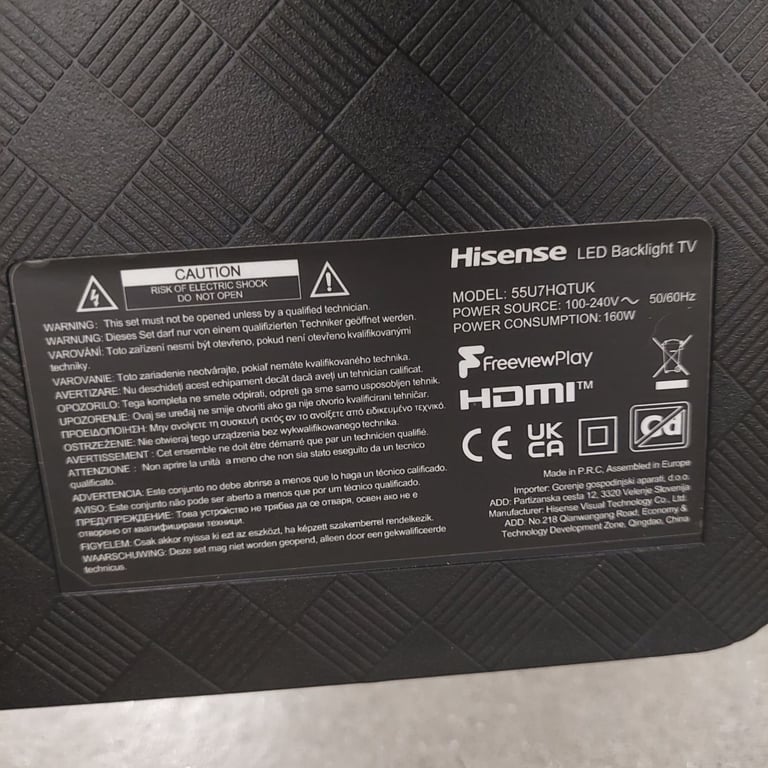 CAUTION
RISK OF ELECTRIC SHOCK
DO NOT OPEN
WARNING: This set must not be opened unless by a qualified technician.
WARNUNG: Dieses Set darf nur von einem qualifizierten Techniker geöffnet werden.
VAROVÁNÍ: Toto zařízení nesmí být otevřeno, pokud není otevřeno kvalifikovanými
techniky.
VAROVANIE: Toto zariadenie neotvárajte, pokiaľ nemáte kvalifikovaného technika.
AVERTIZARE: Nu deschideți acest echipament decât dacă aveți un tehnician calificat.
OPOZORILO: Tega kompleta ne smete odpirati, odpreti ga sme samo usposobljen tehnik.
UPOZORENJE: Ovaj se uređaj ne smije otvoriti ako ga nije otvorio kvalificirani tehničar.
ΠΡΟΕΙΔΟΠΟΙΗΣΗ: Μην ανοίγετε τη συσκευή εκτός αν το ανοίξετε από ειδικευμένο τεχνικό.
OSTRZEŻENIE: Nie otwieraj tego urządzenia bez wykwalifikowanego technika.
AVERTISSEMENT : Cet ensemble ne doit être démarré que par un technicien qualifié.
ATTENZIONE : Non aprire la unità a meno che non sia stato eseguito da un tecnico
qualificato.
ADVERTENCIA: Este conjunto no debe abrirse a menos que lo haga un técnico calificado.
AVISO: Este conjunto não pode ser aberto a menos que por um técnico qualificado.
ПРЕДУПРЕЖДЕНИЕ: Това устройство не трябва да се отваря, освен ако не е
отворено от квалифицирани техници.
FIGYELEM: Csak akkor nyissa ki ezt az eszközt, ha képzett szakemberrel rendelkezik.
WAARSCHUWING: Deze set mag niet worden geopend, alleen door een gekwalificeerde
technicus.
Hisense LED Backlight TV
MODEL: 55U7HQTUK
POWER SOURCE: 100-240V~ 50/60Hz
POWER CONSUMPTION: 160W
FreeviewPlay
HDMI™
CE UK CA Cd
Made in P.R.C, Assembled in Europe
Importer: Gorenje gospodinjski aparati, d.o.o.
ADD: Partizanska cesta 12, 3320 Velenje Slovenija
Manufacturer: Hisense Visual Technology Co., Ltd.
ADD: No.218 Qianwangang Road, Economy &
Technology Development Zone, Qingdao, China